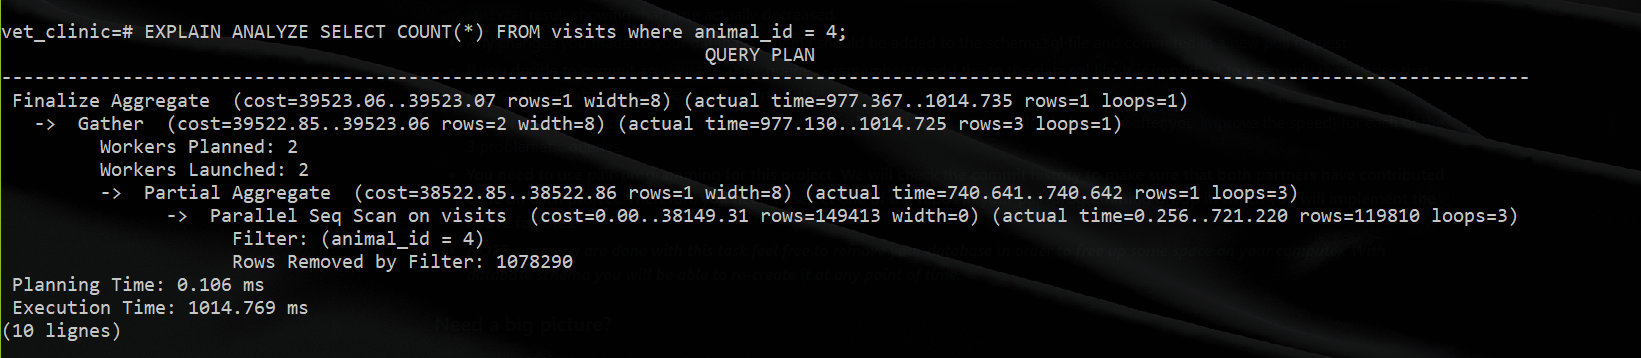 vet_clinic=# EXPLAIN ANALYZE SELECT COUNT(*) FROM visits where animal_id = 4;
QUERY PLAN
-------------------------------------------------------------------------------------------------------------------------------------------
Finalize Aggregate  (cost=39523.06..39523.07 rows=1 width=8) (actual time=977.367..1014.735 rows=1 loops=1)
->  Gather  (cost=39522.85..39523.06 rows=2 width=8) (actual time=977.130..1014.725 rows=3 loops=1)
Workers Planned: 2
Workers Launched: 2
->  Partial Aggregate  (cost=38522.85..38522.86 rows=1 width=8) (actual time=740.641..740.642 rows=1 loops=3)
->  Parallel Seq Scan on visits  (cost=0.00..38149.31 rows=149413 width=0) (actual time=0.256..721.220 rows=119810 loops=3)
Filter: (animal_id = 4)
Rows Removed by Filter: 1078290
Planning Time: 0.106 ms
Execution Time: 1014.769 ms
(10 lignes)
Need a big picture?